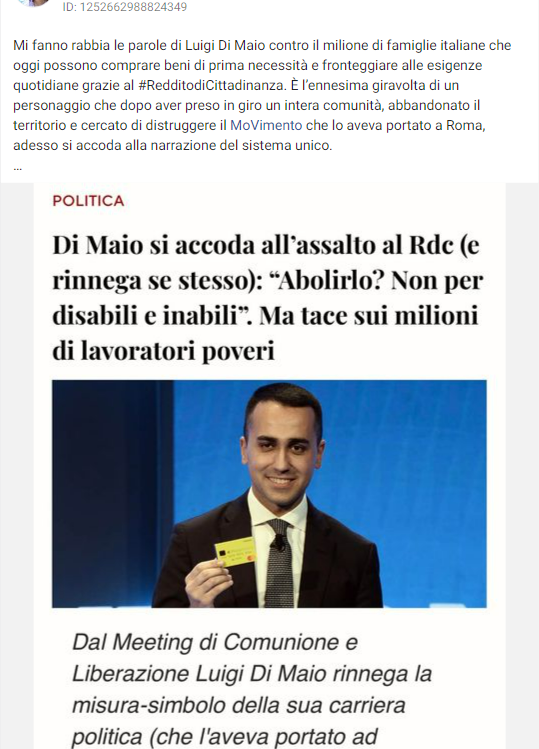 ID: 1252662988824349
Mi fanno rabbia le parole di Luigi Di Maio contro il milione di famiglie italiane che
oggi possono comprare beni di prima necessità e fronteggiare alle esigenze
quotidiane grazie al #RedditodiCittadinanza. È l'ennesima giravolta di un
personaggio che dopo aver preso in giro un intera comunità, abbandonato il
territorio e cercato di distruggere il MoVimento che lo aveva portato a Roma,
adesso si accoda alla narrazione del sistema unico.
...
POLITICA
Di Maio si accoda all'assalto al Rdc (e
rinnega se stesso): “Abolirlo? Non per
disabili e inabili”. Ma tace sui milioni
di lavoratori poveri
Dal Meeting di Comunione e
Liberazione Luigi Di Maio rinnega la
misura-simbolo della sua carriera
politica (che l'aveva portato ad